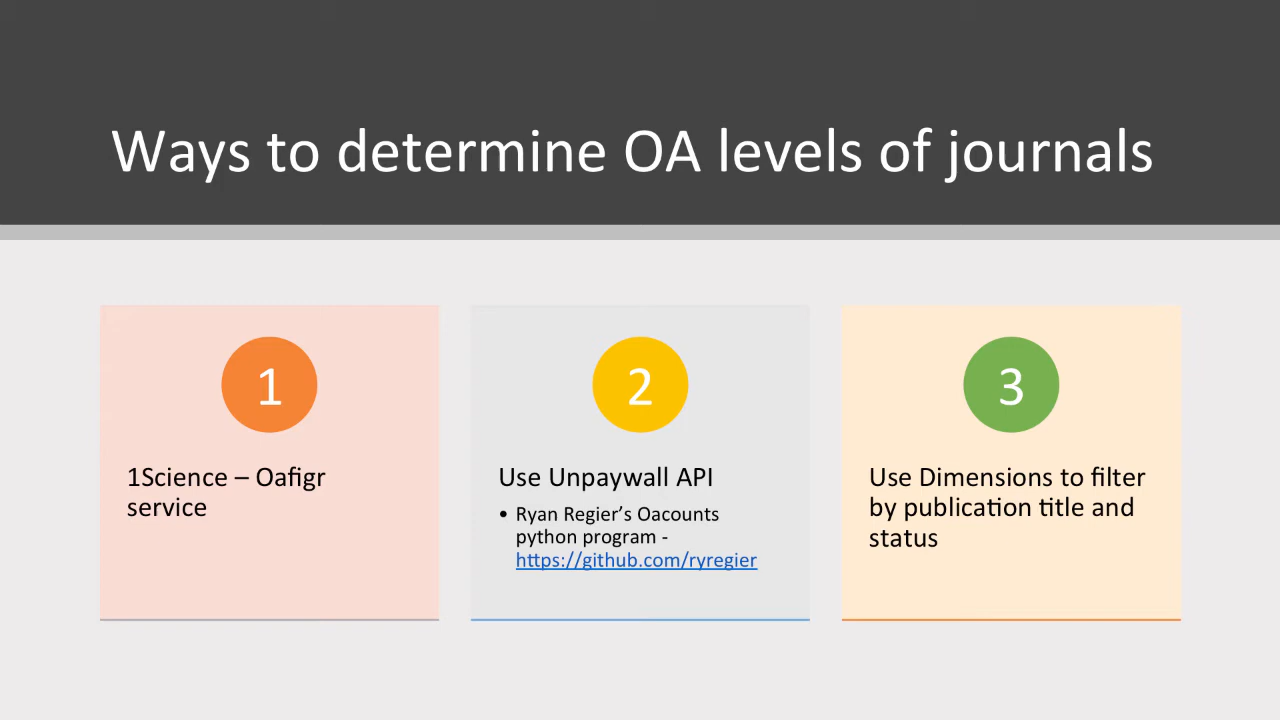 Ways to determine OA levels of journals
1
1Science – Oafigr
service
2
Use Unpaywall API
• Ryan Regier’s Oacounts
python program -
https://github.com/ryregier
3
Use Dimensions to filter
by publication title and
status